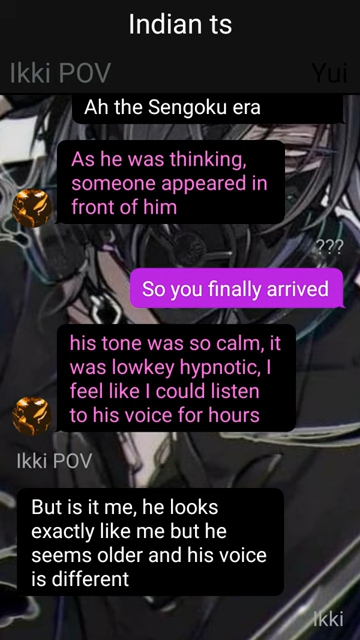 Indian ts
Ikki POV
Yui
Ah the Sengoku era
As he was thinking,
someone appeared in
front of him
???
So you finally arrived
his tone was so calm, it
was lowkey hypnotic, I
feel like I could listen
to his voice for hours
Ikki POV
But is it me, he looks
exactly like me but he
seems older and his voice
is different
Ikki